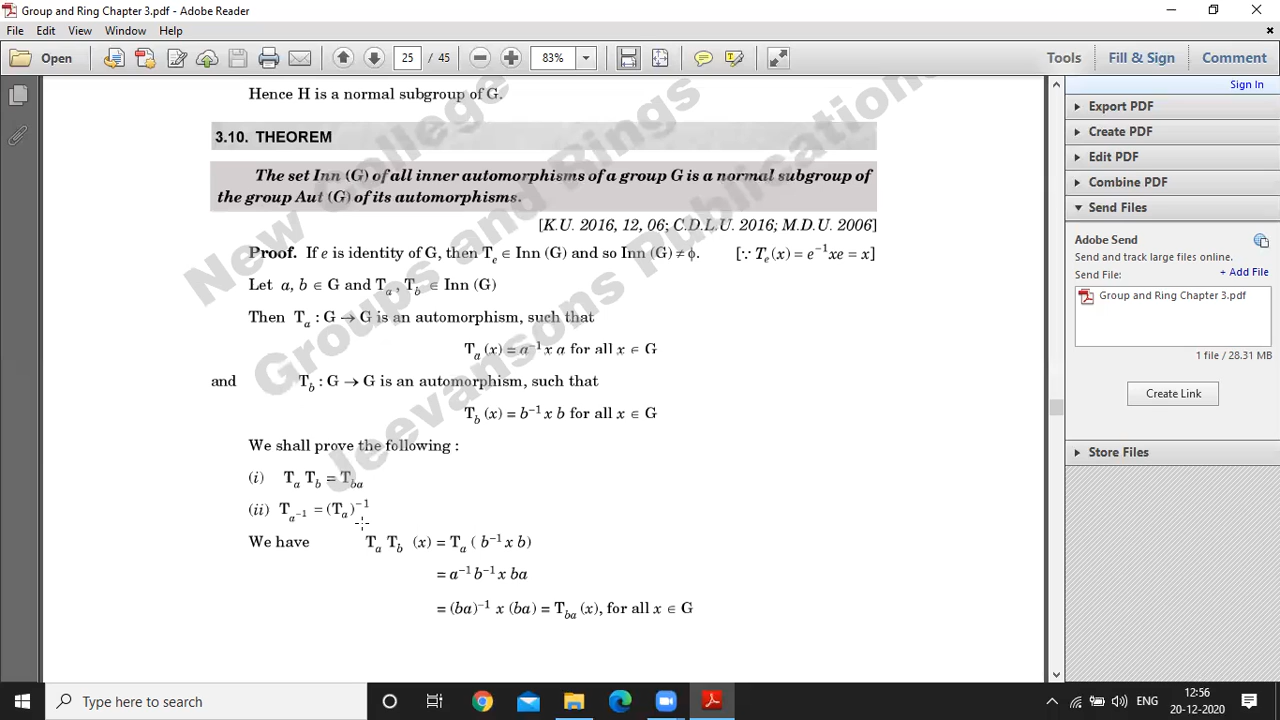 Group and Ring Chapter 3.pdf - Adobe Reader
File Edit View Window Help
Open 25 / 45 83% Tools Fill & Sign Comment
Sign In
Hence H is a normal subgroup of G.
3.10. THEOREM
The set Inn (G) of all inner automorphisms of a group G is a normal subgroup of
the group Aut (G) of its automorphisms.
[K.U. 2016, 12, 06; C.D.L.U. 2016; M.D.U. 2006]
Proof. If e is identity of G, then Tₑ ∈ Inn (G) and so Inn (G) ≠ ϕ. [∵ Tₑ(x) = e⁻¹xe = x]
Let a, b ∈ G and T_a , T_b ∈ Inn (G)
Then T_a : G → G is an automorphism, such that
T_a (x) = a⁻¹ x a for all x ∈ G
and T_b : G → G is an automorphism, such that
T_b (x) = b⁻¹ x b for all x ∈ G
We shall prove the following :
(i) T_a T_b = T_ba
(ii) T_a⁻¹ = (T_a)⁻¹
We have T_a T_b (x) = T_a ( b⁻¹ x b)
= a⁻¹ b⁻¹ x ba
= (ba)⁻¹ x (ba) = T_ba (x), for all x ∈ G
New College
Groups and Rings
Jeevansons Publications
Export PDF
Create PDF
Edit PDF
Combine PDF
Send Files
Adobe Send
Send and track large files online.
Send File: + Add File
Group and Ring Chapter 3.pdf
1 file / 28.31 MB
Create Link
Store Files
Type here to search
ENG
12:56
20-12-2020